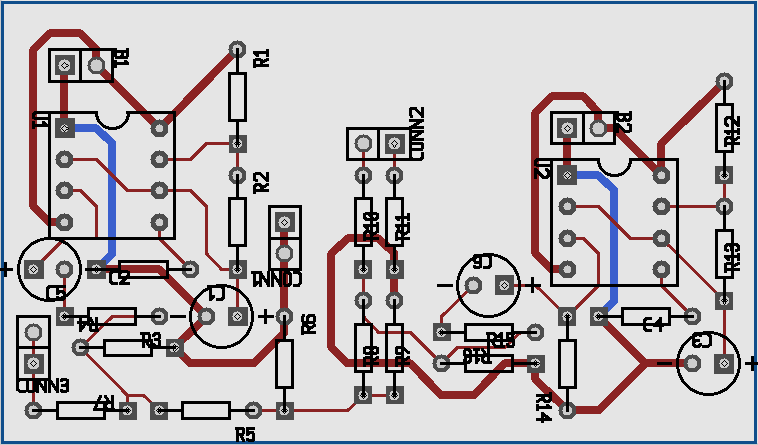 B1
R1
U1
CONN2
B2
R12
R2
U2
R10
R11
R13
+
C5
C2
CONN1
C6
-
+
R4
-
C1
+
R6
C4
R3
R8
R9
R15
R16
-
C3
+
CONN3
R7
R5
R14